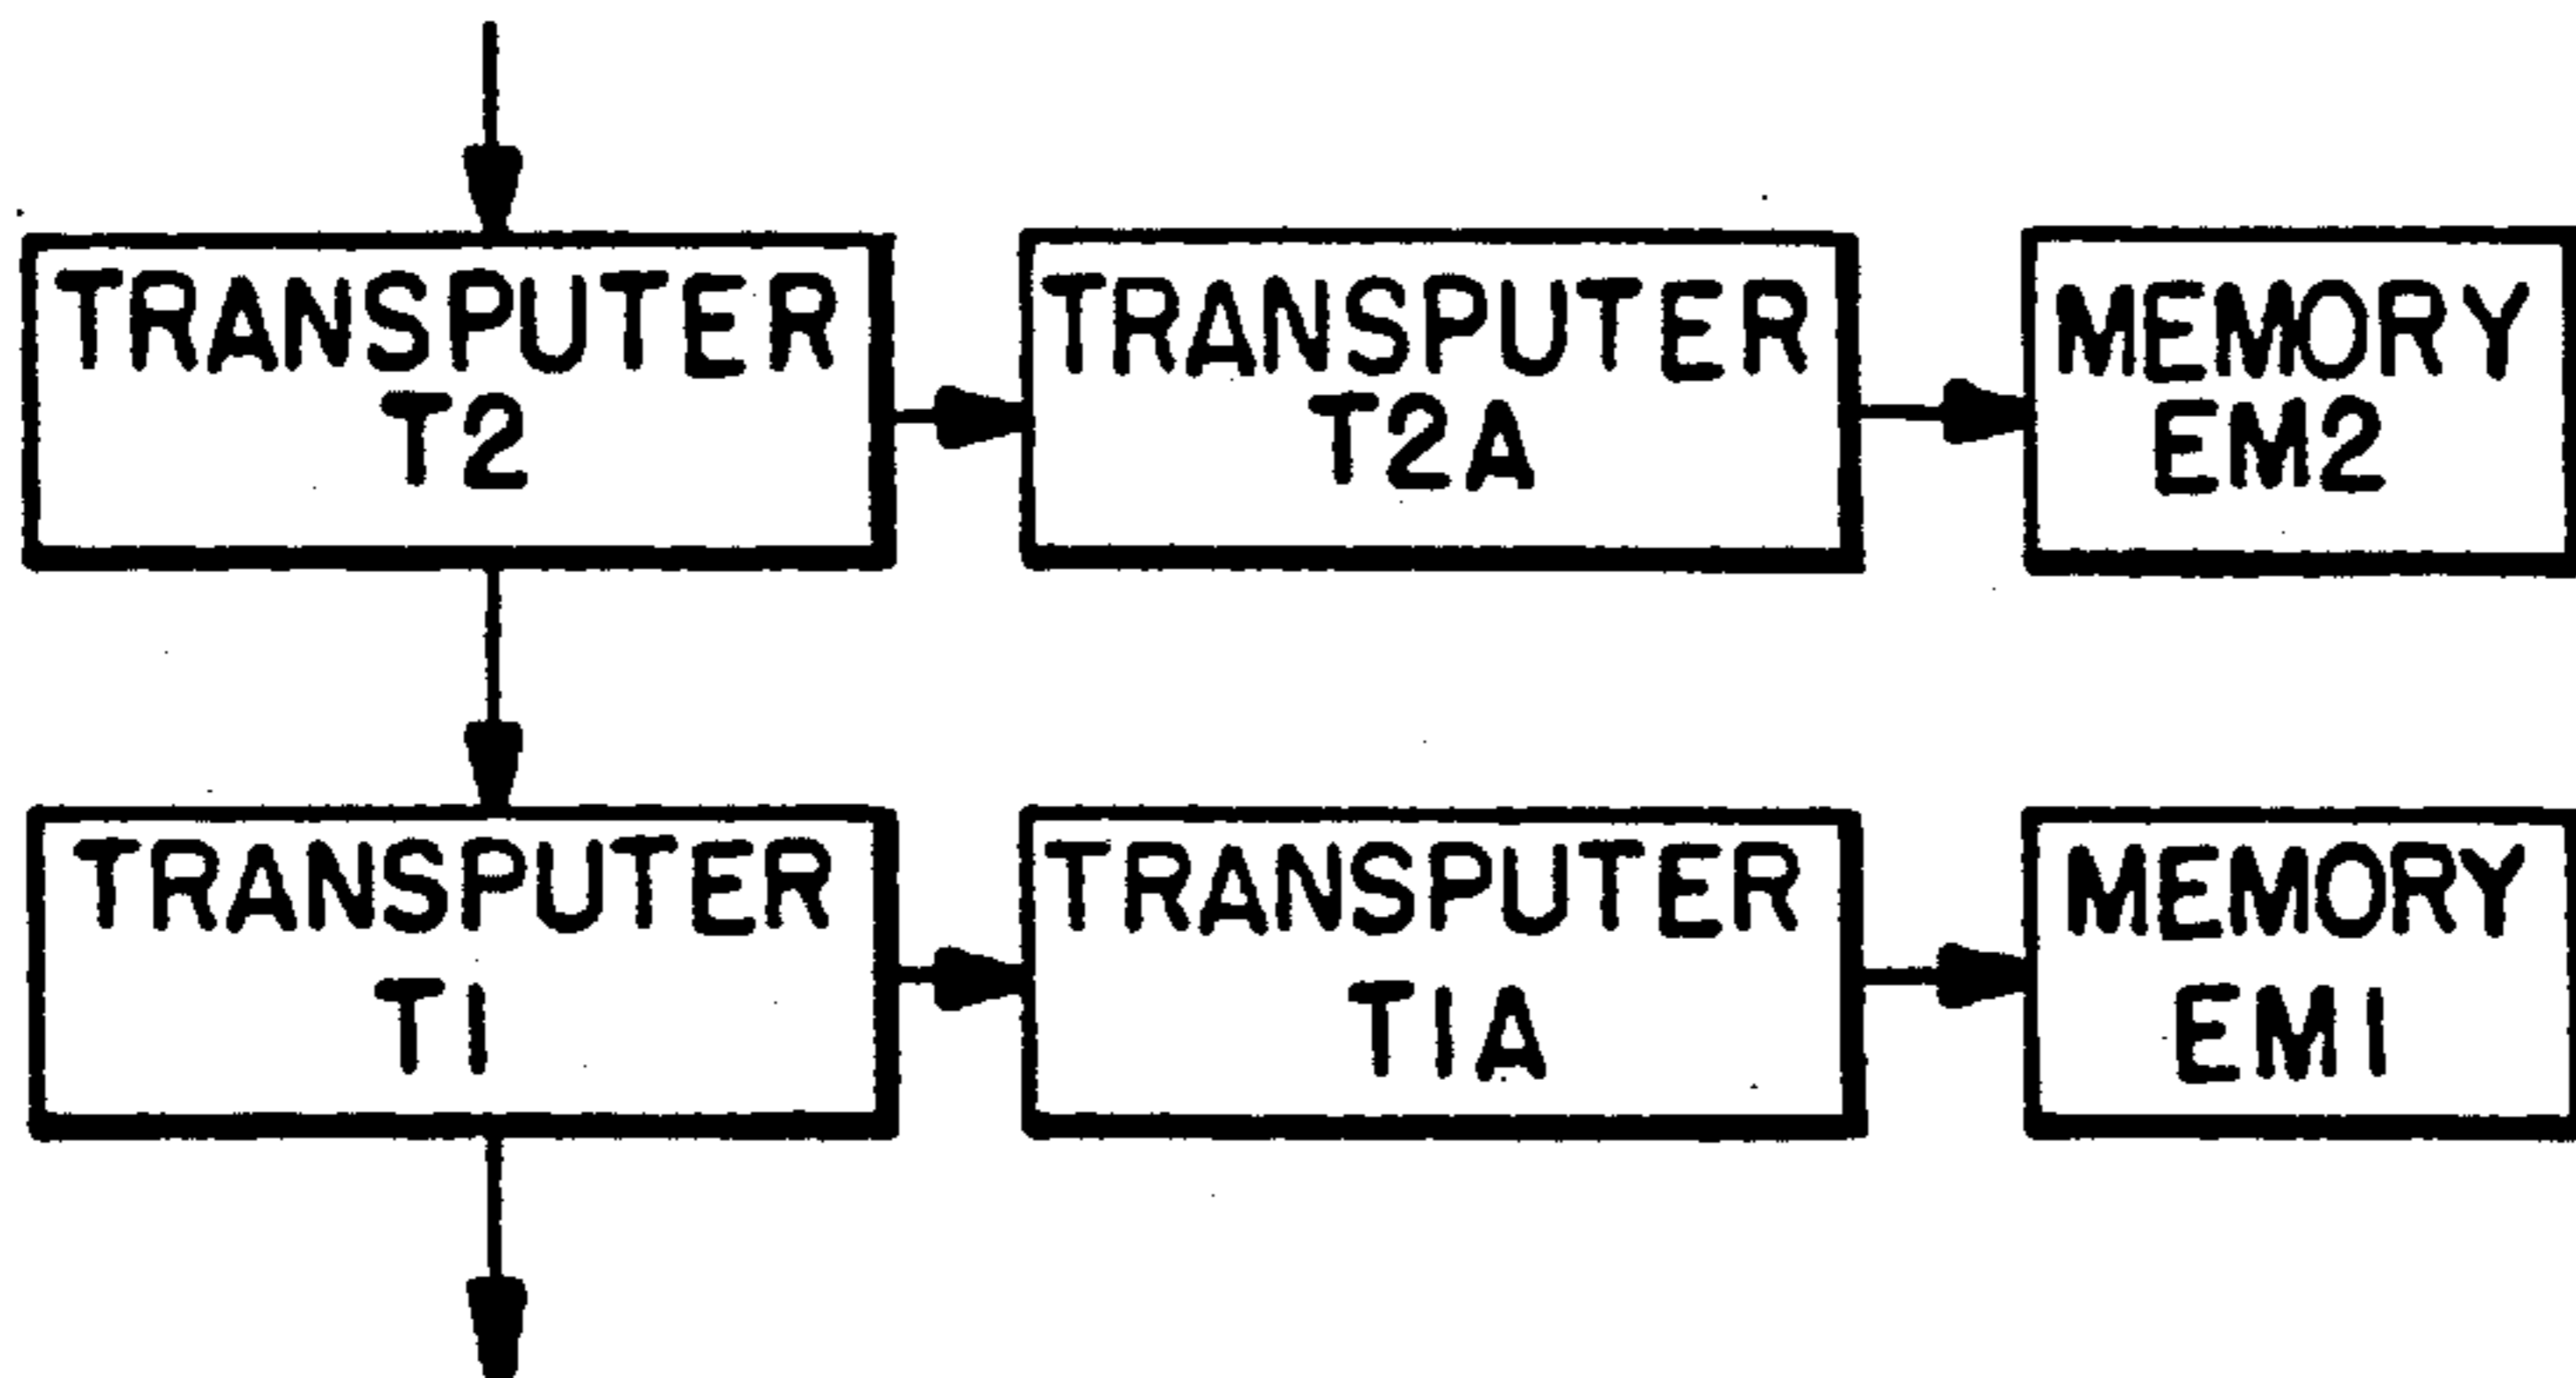 TRANSPUTER
T2
TRANSPUTER
T2A
MEMORY
EM2
TRANSPUTER
T1
TRANSPUTER
T1A
MEMORY
EM1